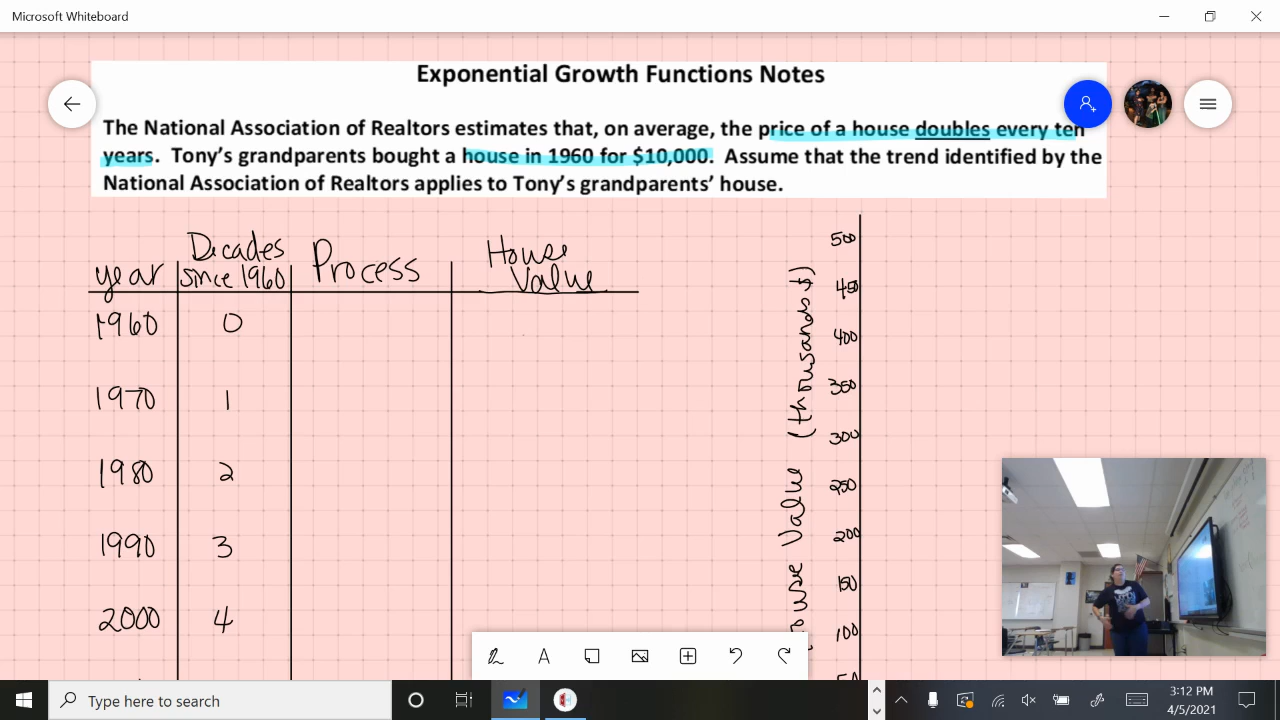 Microsoft Whiteboard
Exponential Growth Functions Notes
The National Association of Realtors estimates that, on average, the price of a house doubles every ten
years. Tony's grandparents bought a house in 1960 for $10,000. Assume that the trend identified by the
National Association of Realtors applies to Tony's grandparents' house.
year
Decades
since 1960
Process
House
Value
1960 0
1970 1
1980 2
1990 3
2000 4
House Value (thousands $)
500
450
400
350
300
250
200
150
100
50
Type here to search
3:12 PM
4/5/2021